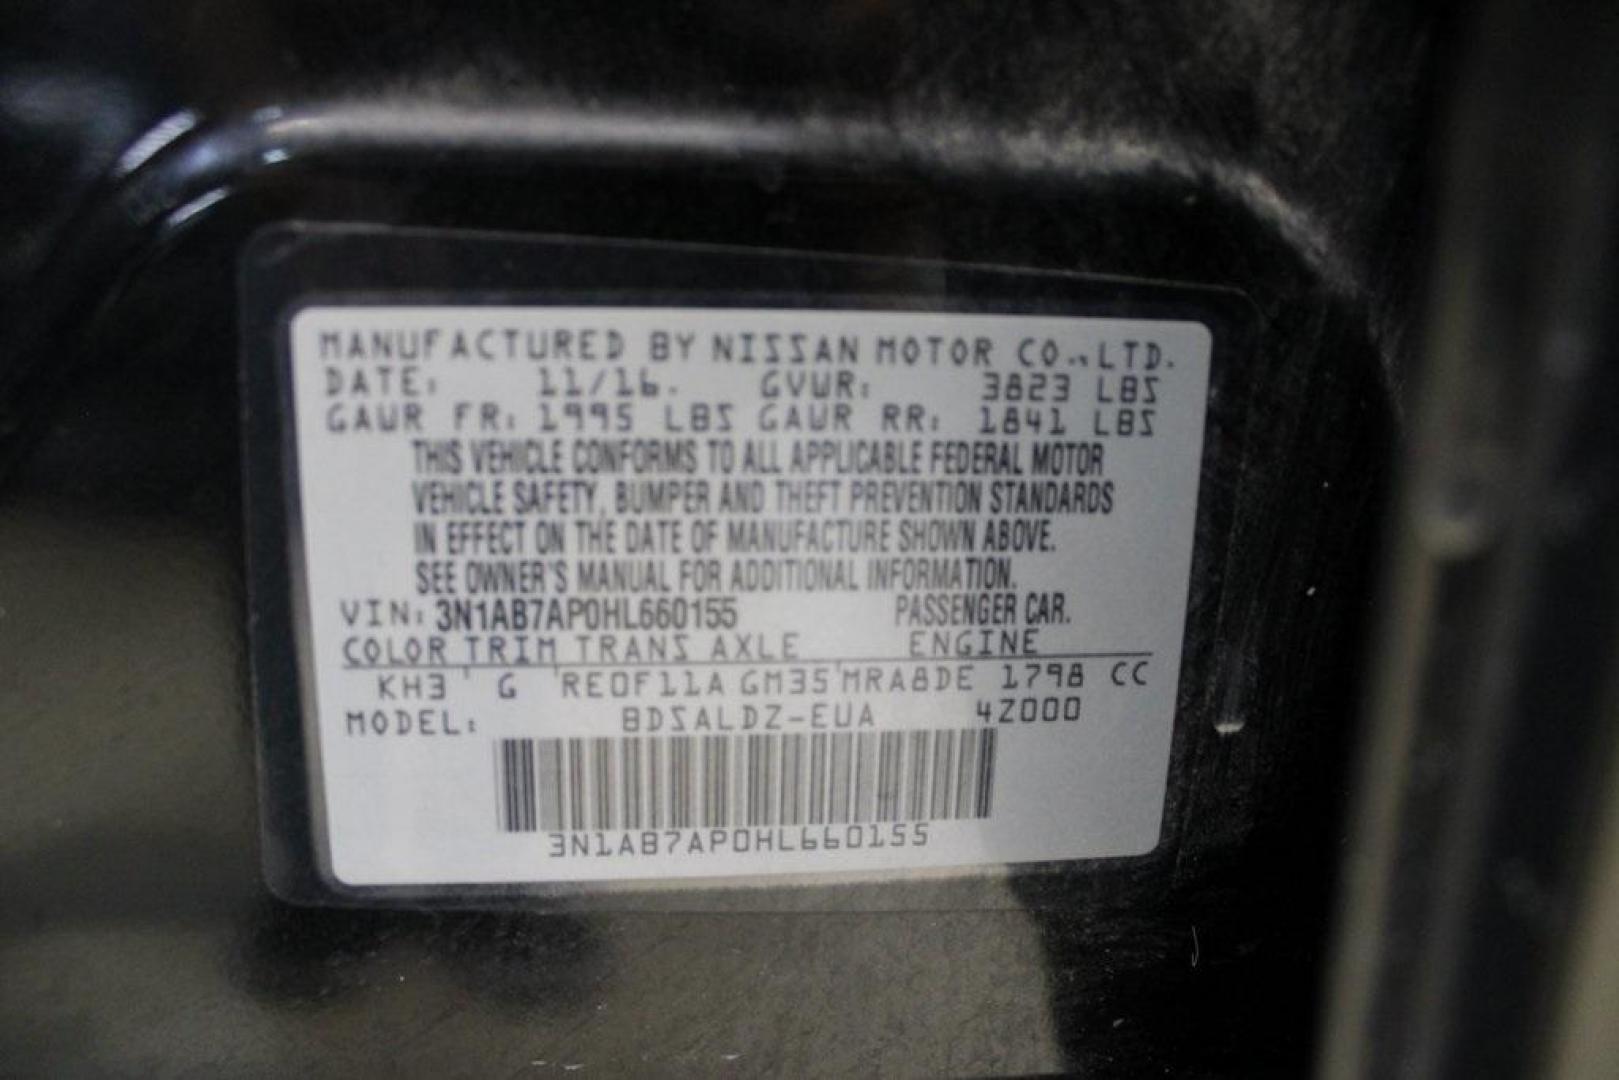 MANUFACTURED BY NISSAN MOTOR CO., LTD.
DATE: 11/16. GVWR: 3823 LBS
GAWR FR: 1995 LBS GAWR RR: 1841 LBS
THIS VEHICLE CONFORMS TO ALL APPLICABLE FEDERAL MOTOR
VEHICLE SAFETY, BUMPER AND THEFT PREVENTION STANDARDS
IN EFFECT ON THE DATE OF MANUFACTURE SHOWN ABOVE.
SEE OWNER'S MANUAL FOR ADDITIONAL INFORMATION.
VIN: 3N1AB7AP0HL660155 PASSENGER CAR.
COLOR TRIM TRANS AXLE ENGINE
KH3 G RE0F11A GM35 MRA8DE 1798 CC
MODEL: BDSALDZ-EUA 4Z000
3N1AB7AP0HL660155